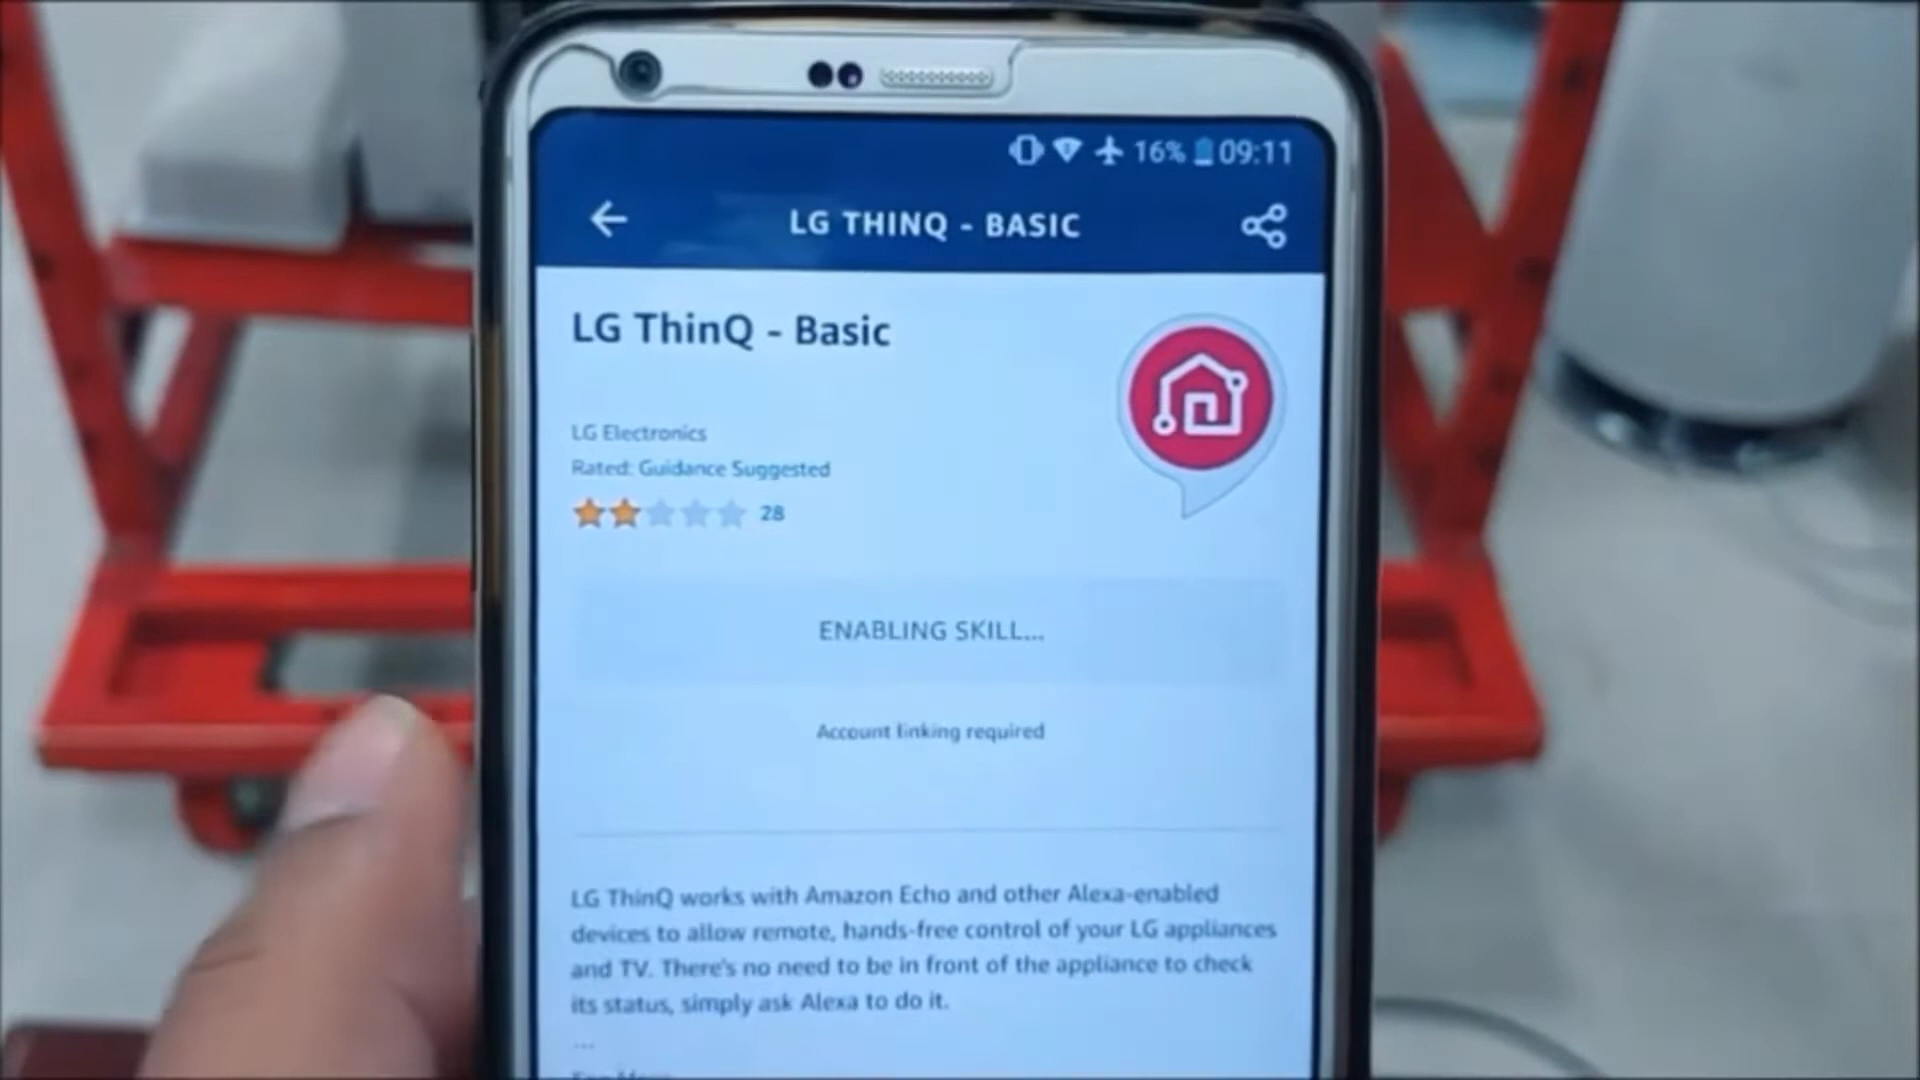 16% 09:11
LG THINQ - BASIC
LG ThinQ - Basic
LG Electronics
Rated: Guidance Suggested
28
ENABLING SKILL...
Account linking required
LG ThinQ works with Amazon Echo and other Alexa-enabled
devices to allow remote, hands-free control of your LG appliances
and TV. There's no need to be in front of the appliance to check
its status, simply ask Alexa to do it.
...